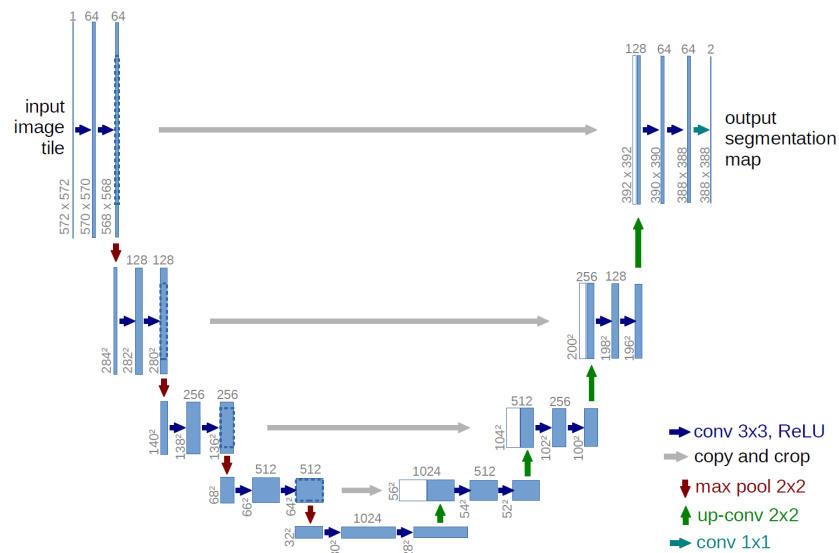 1 64 64
input
image
tile
572 x 572
570 x 570
568 x 568
128 64 64 2
output
segmentation
map
392 x 392
390 x 390
388 x 388
388 x 388
128 128
284²
282²
280²
256 128
200²
198²
196²
256 256
140²
138²
136²
512 256
104²
102²
100²
512 512
68²
66²
64²
1024 512
56²
54²
52²
1024
32²
conv 3x3, ReLU
copy and crop
max pool 2x2
up-conv 2x2
conv 1x1